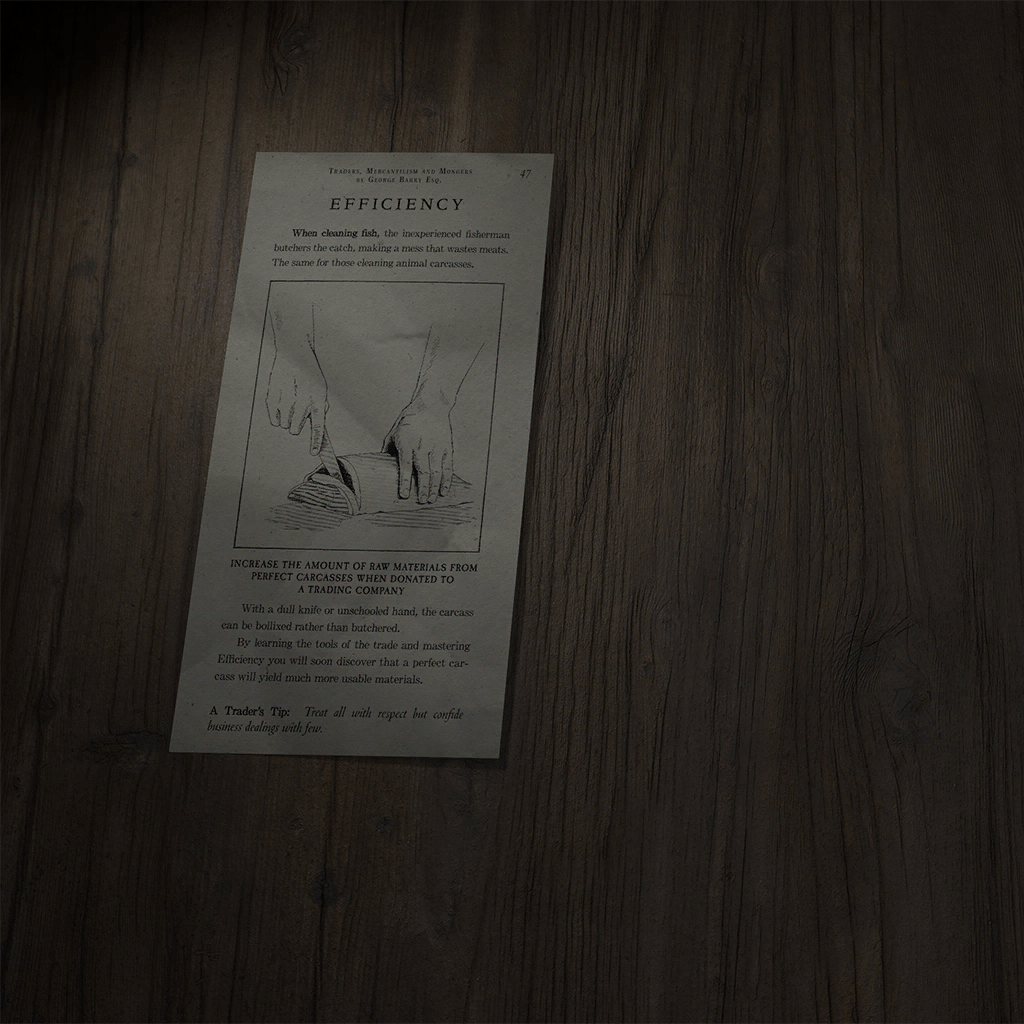 TRADERS, MERCANTILISM AND MONGERS
BY GEORGE BARRY ESQ.
47
EFFICIENCY
When cleaning fish, the inexperienced fisherman
butchers the catch, making a mess that wastes meats.
The same for those cleaning animal carcasses.
INCREASE THE AMOUNT OF RAW MATERIALS FROM
PERFECT CARCASSES WHEN DONATED TO
A TRADING COMPANY
With a dull knife or unschooled hand, the carcass
can be bollixed rather than butchered.
By learning the tools of the trade and mastering
Efficiency you will soon discover that a perfect car-
cass will yield much more usable materials.
A Trader's Tip: Treat all with respect but confide
business dealings with few.